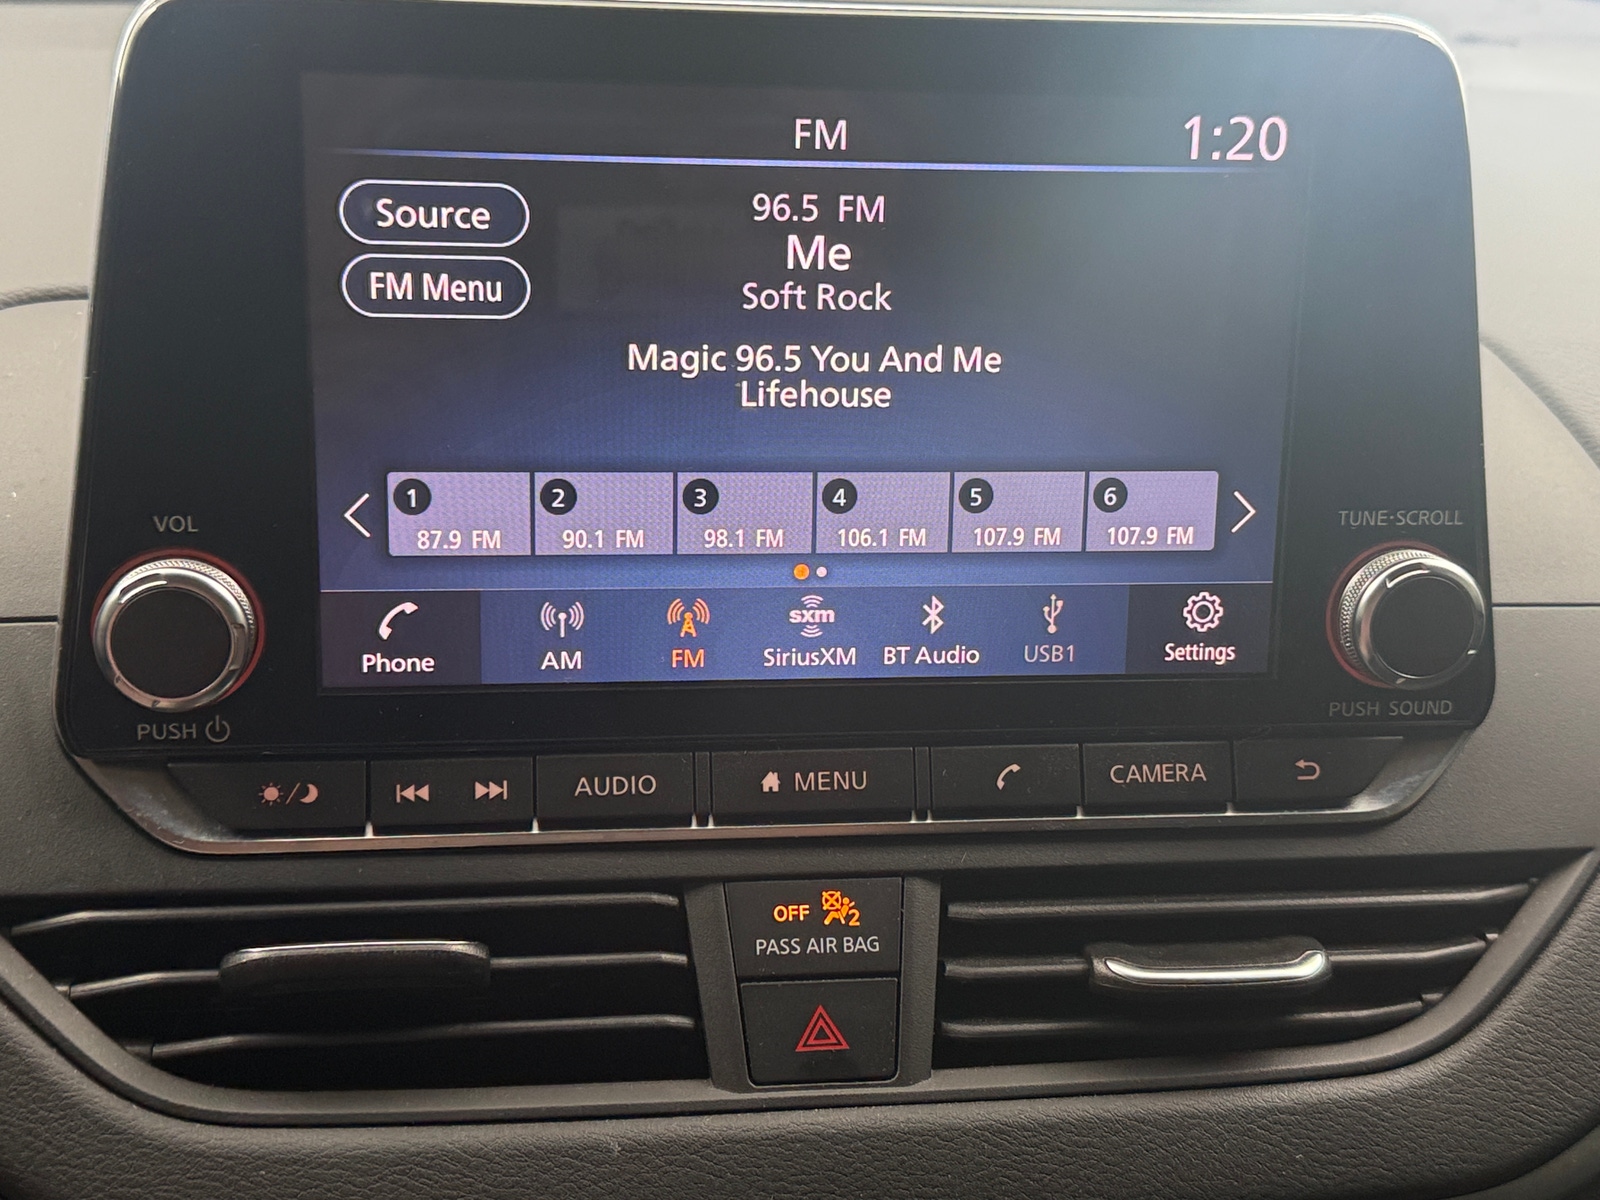 FM
1:20
Source
96.5 FM
Me
FM Menu
Soft Rock
Magic 96.5 You And Me
Lifehouse
1
2
3
4
5
6
87.9 FM
90.1 FM
98.1 FM
106.1 FM
107.9 FM
107.9 FM
VOL
TUNE·SCROLL
Phone
AM
FM
sxm
SiriusXM
BT Audio
USB1
Settings
PUSH
PUSH SOUND
AUDIO
MENU
CAMERA
OFF
2
PASS AIR BAG